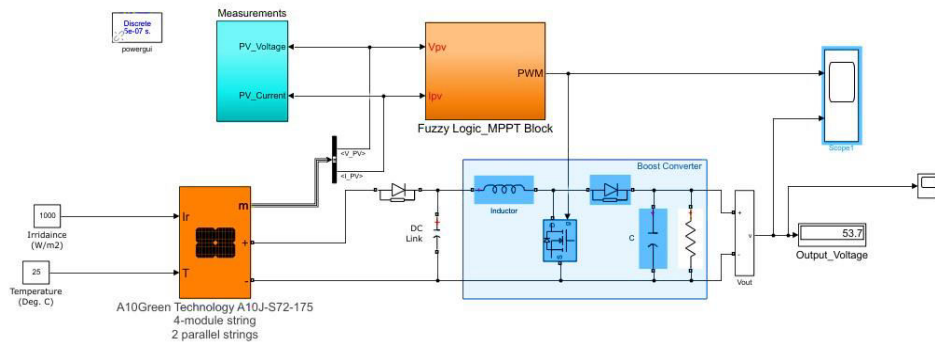 Measurements
Discrete
5e-07 s.
powergui
PV_Voltage
PV_Current
Vpv
Ipv
PWM
Fuzzy Logic_MPPT Block
Scope1
<V_PV>
<I_PV>
Boost Converter
m
Ir
+
T
-
1000
Irridaince
(W/m2)
25
Temperature
(Deg. C)
DC
Link
Inductor
C
+
-
v
Vout
53.7
Output_Voltage
A10Green Technology A10J-S72-175
4-module string
2 parallel strings